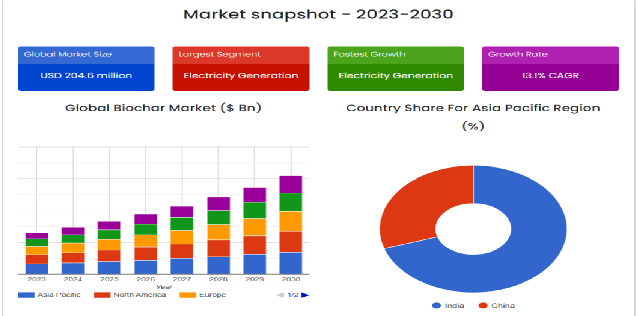 Market snapshot - 2023-2030
Global Market Size
USD 204.6 million
Largest Segment
Electricity Generation
Fastest Growth
Electricity Generation
Growth Rate
13.1% CAGR
Global Biochar Market ($ Bn)
2023 2024 2025 2026 2027 2028 2029 2030
Year
Asia Pacific North America Europe 1/2
Country Share For Asia Pacific Region
(%)
India China